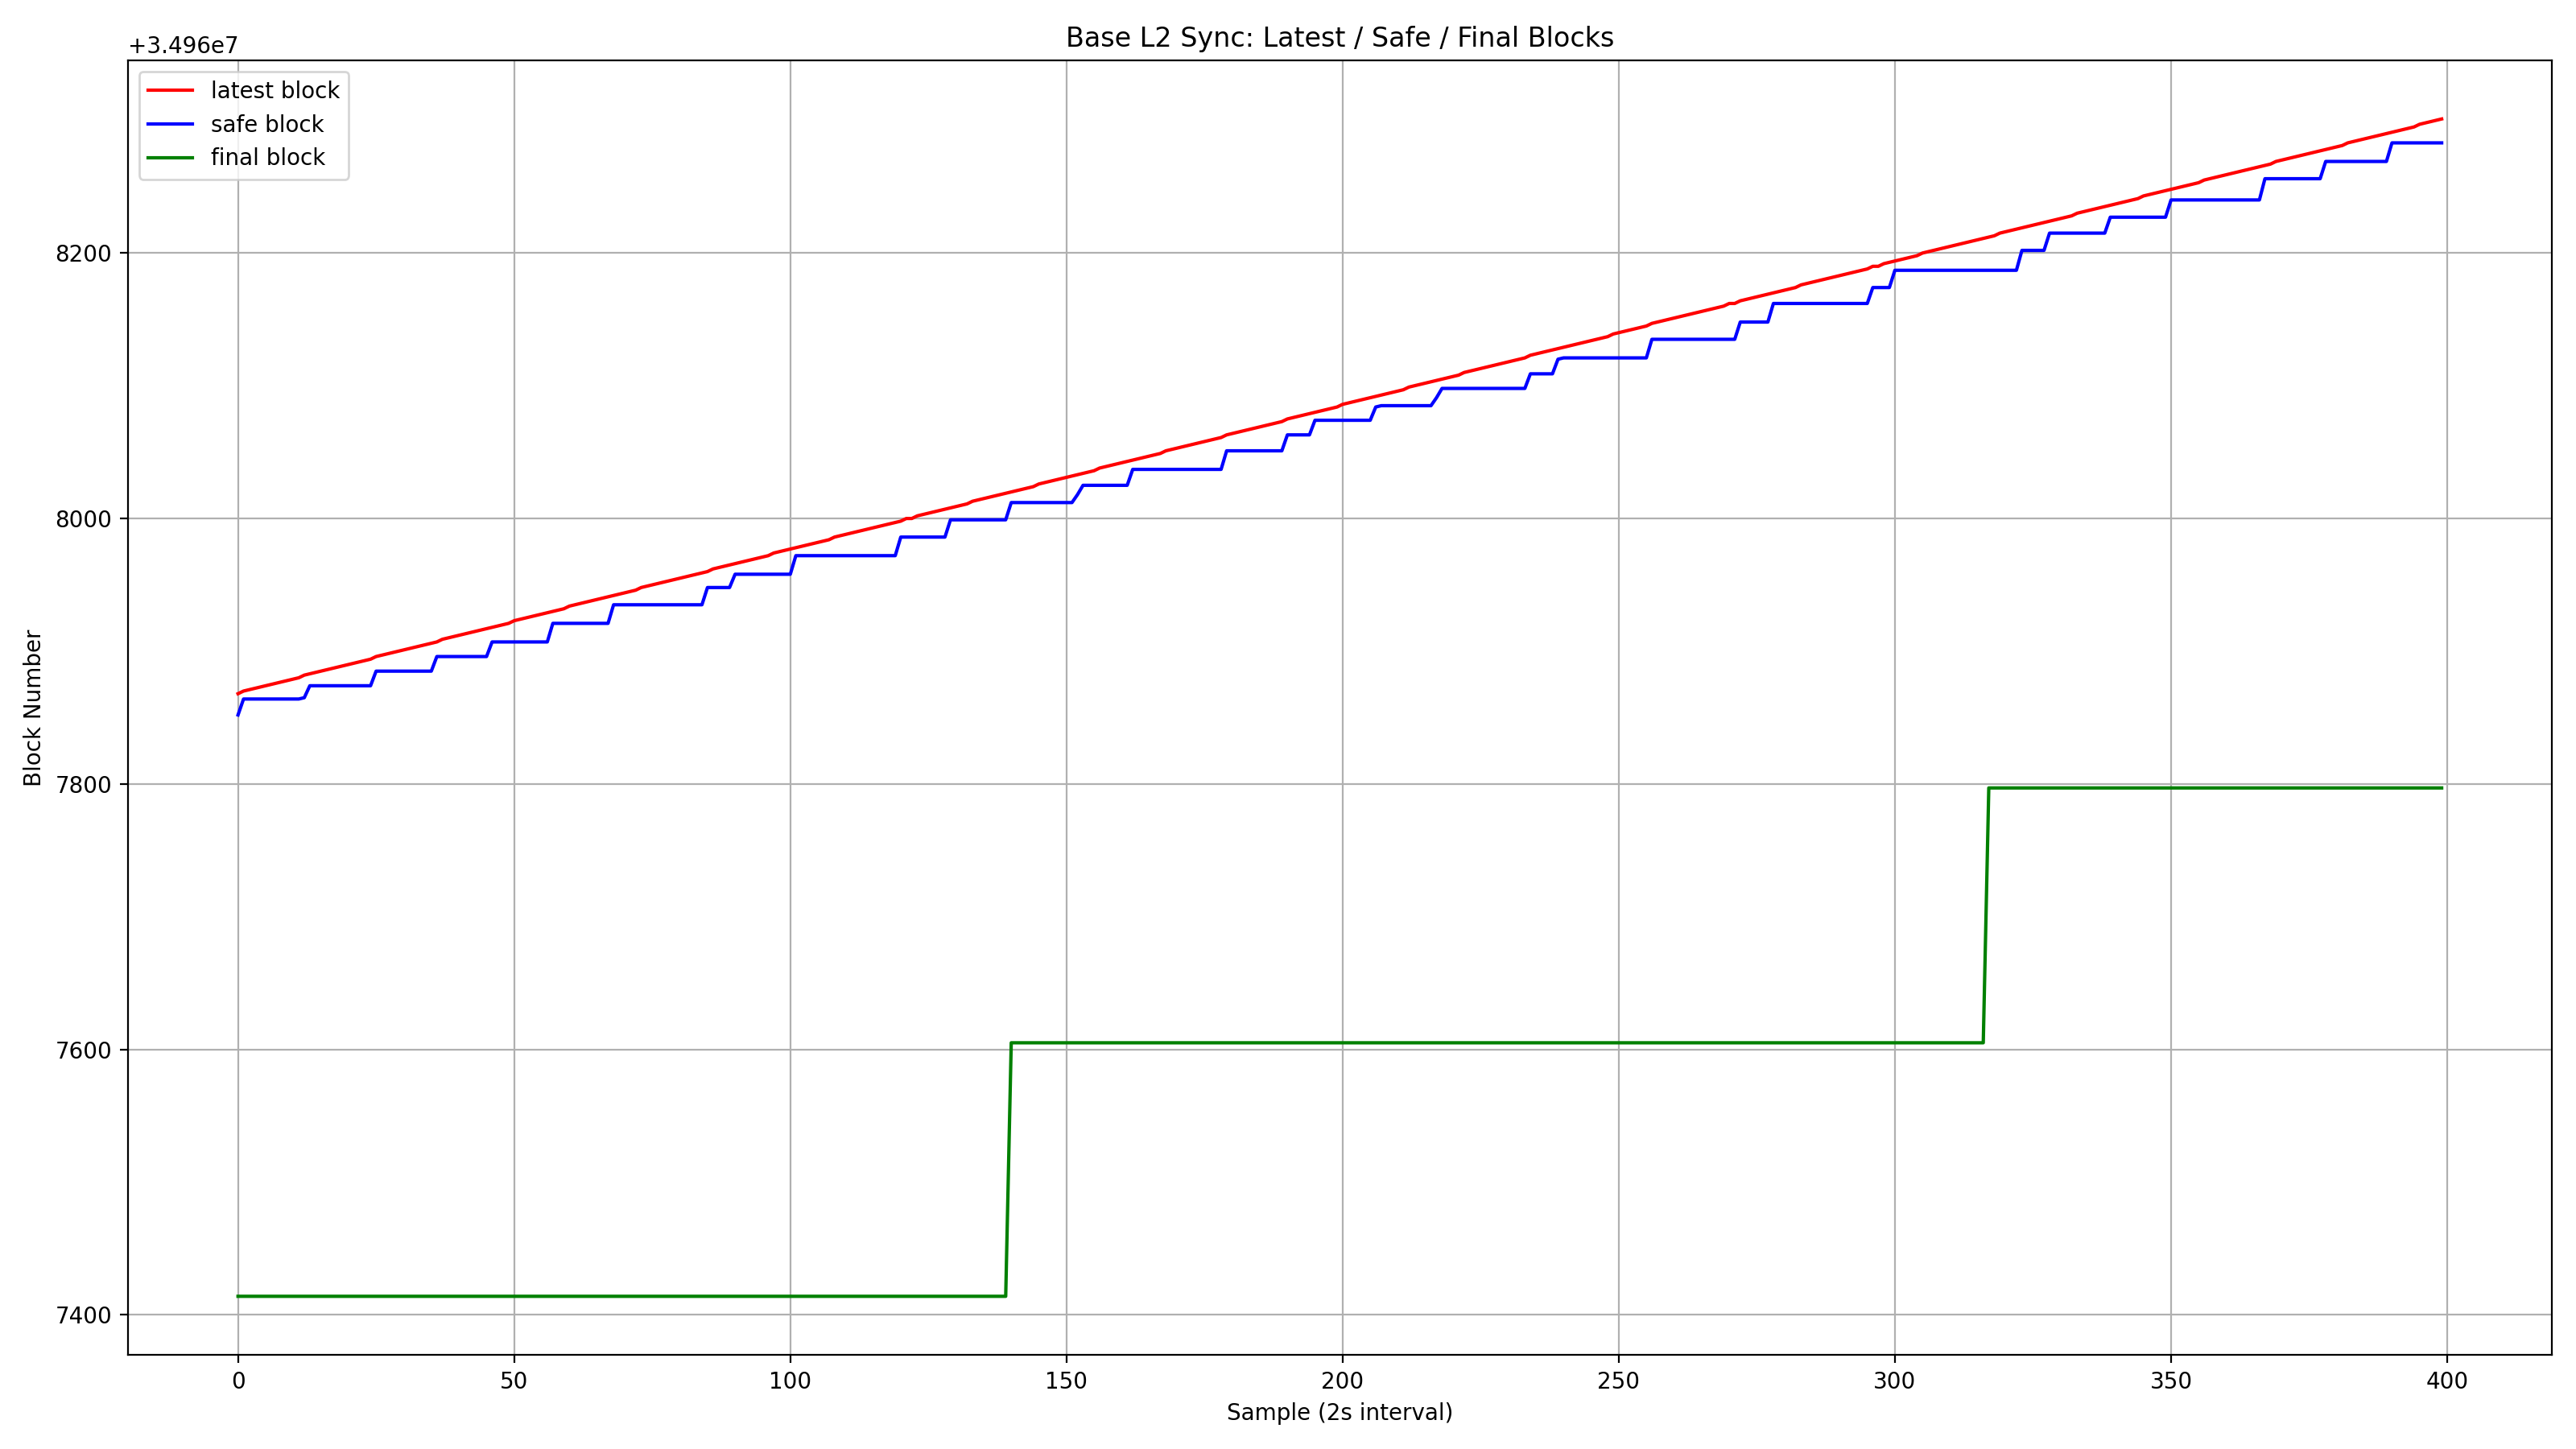 Base L2 Sync: Latest / Safe / Final Blocks
+3.496e7
latest block
safe block
final block
8200
8000
7800
7600
7400
Block Number
0 50 100 150 200 250 300 350 400
Sample (2s interval)